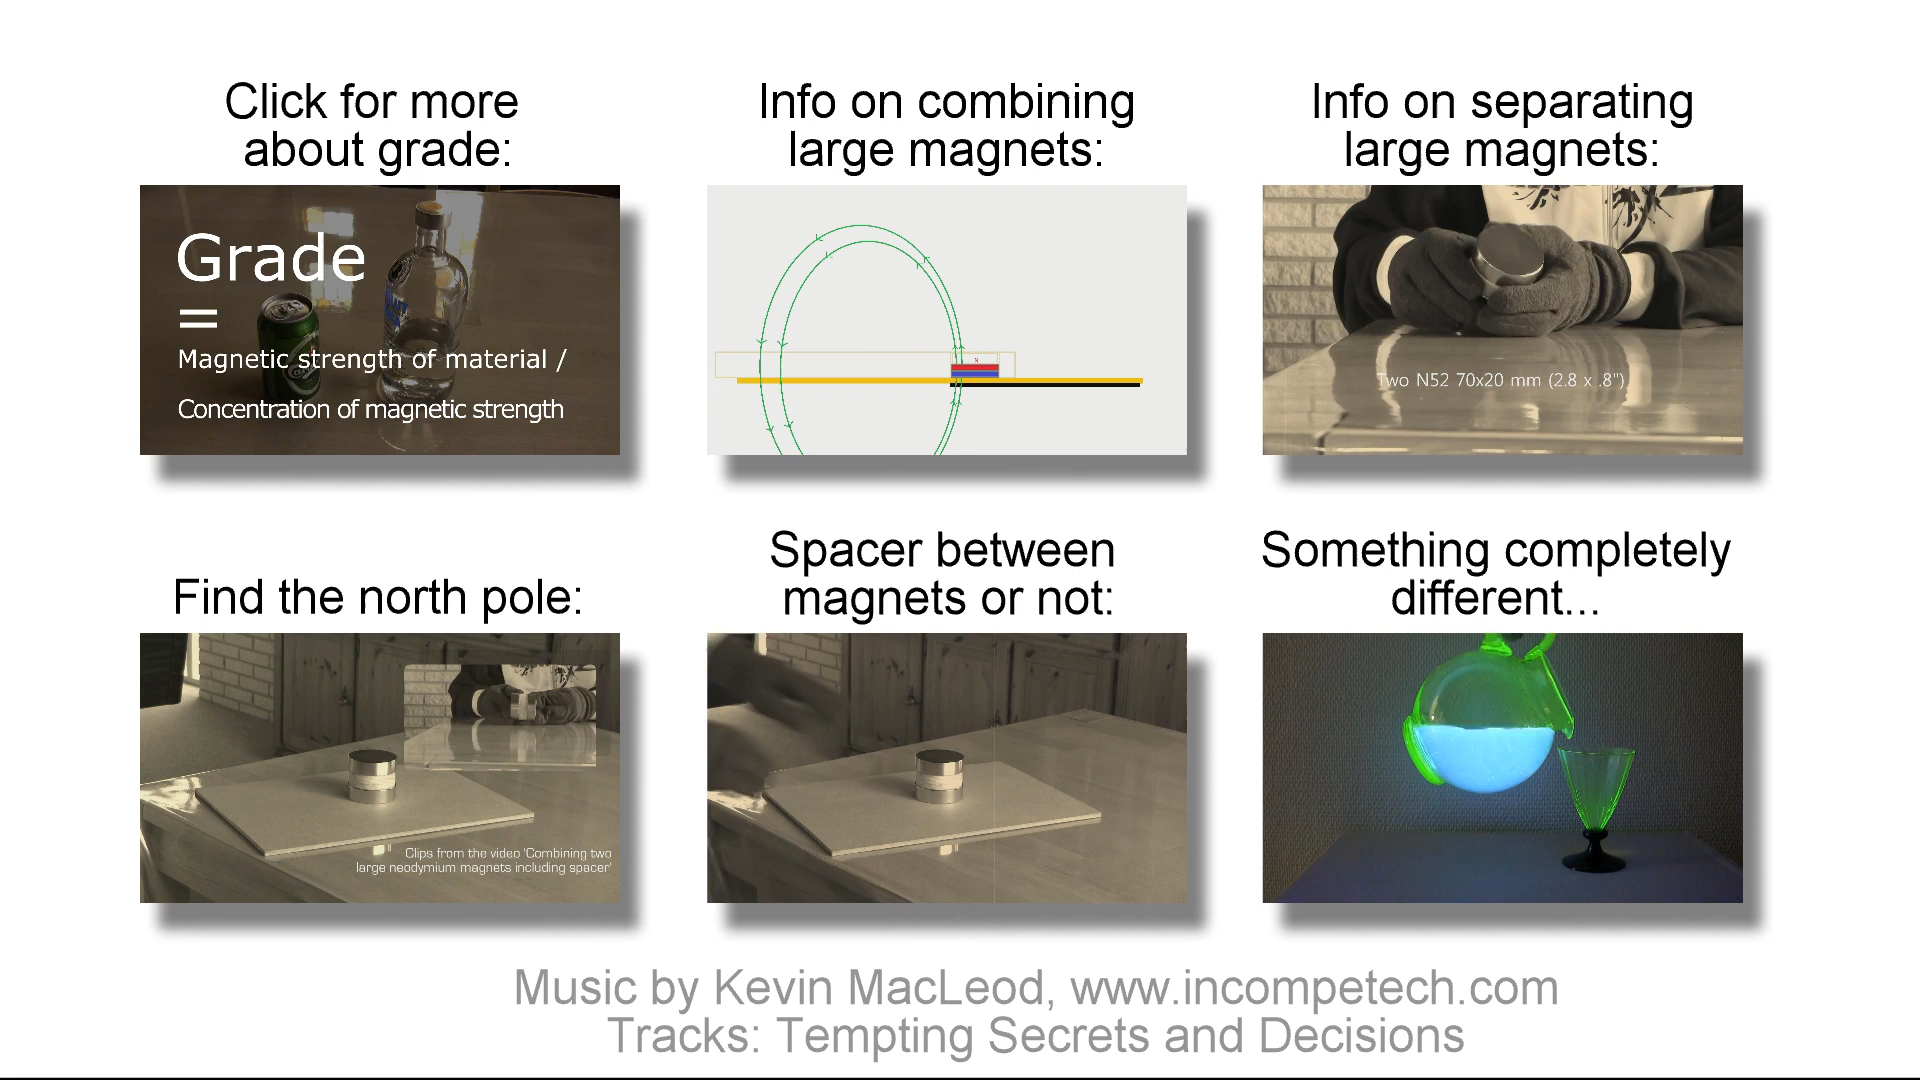 Click for more
about grade:
Info on combining
large magnets:
Info on separating
large magnets:
Grade
=
Magnetic strength of material /
Concentration of magnetic strength
N
Two N52 70x20 mm (2.8 x .8")
Find the north pole:
Spacer between
magnets or not:
Something completely
different...
Clips from the video 'Combining two
large neodymium magnets including spacer'
Music by Kevin MacLeod, www.incompetech.com
Tracks: Tempting Secrets and Decisions